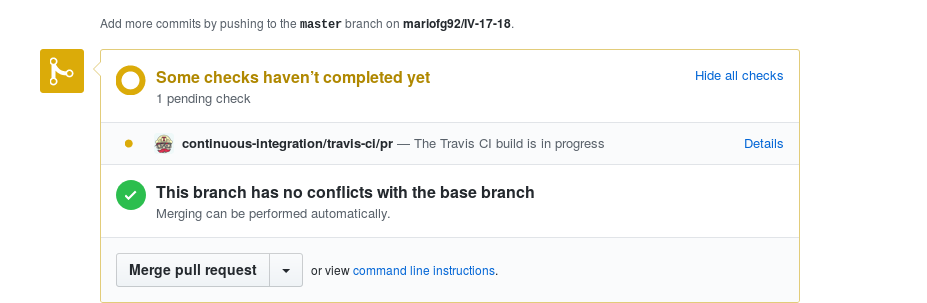 Add more commits by pushing to the master branch on mariofg92/IV-17-18.
Some checks haven’t completed yet
Hide all checks
1 pending check
continuous-integration/travis-ci/pr — The Travis CI build is in progress
Details
This branch has no conflicts with the base branch
Merging can be performed automatically.
Merge pull request or view command line instructions.